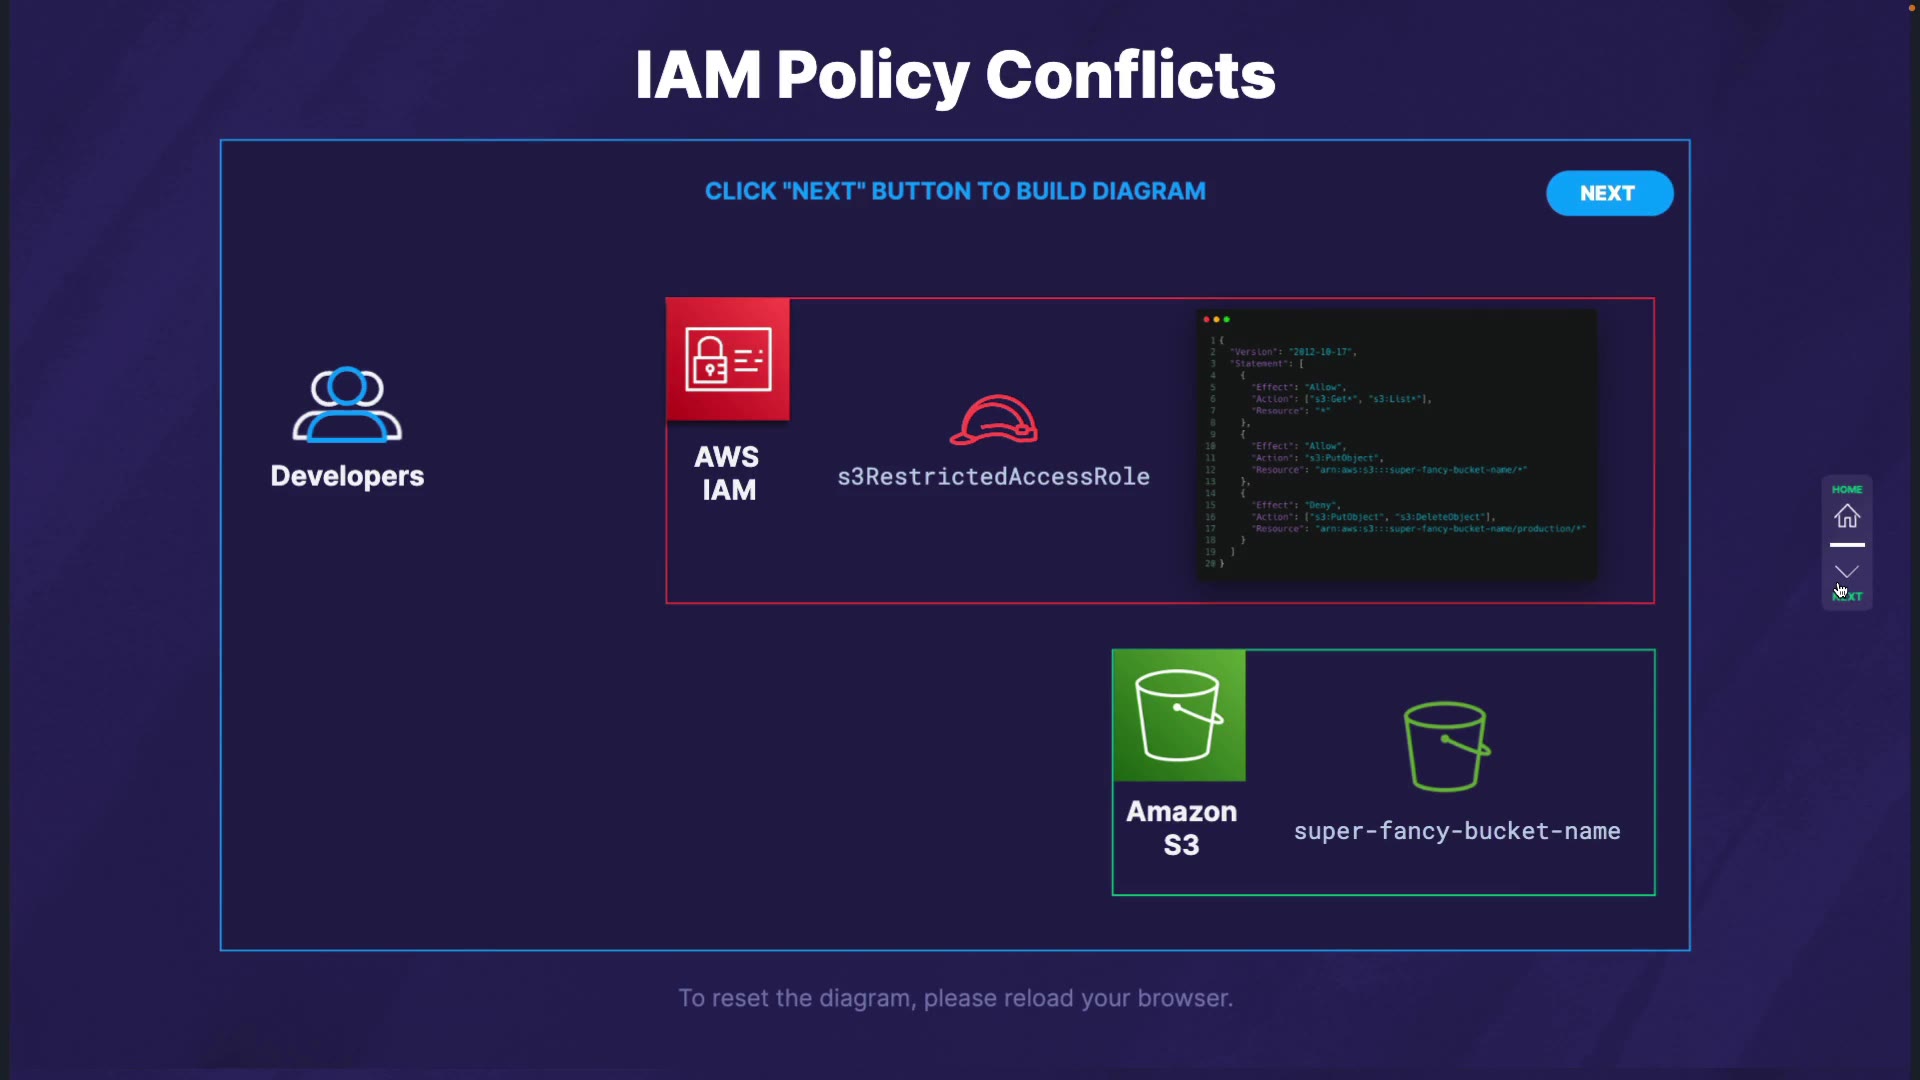 IAM Policy Conflicts
CLICK "NEXT" BUTTON TO BUILD DIAGRAM
NEXT
Developers
AWS
IAM
s3RestrictedAccessRole
1 {
2 "Version": "2012-10-17",
3 "Statement": [
4 {
5 "Effect": "Allow",
6 "Action": ["s3:Get*", "s3:List*"],
7 "Resource": "*"
8 },
9 {
10 "Effect": "Allow",
11 "Action": "s3:PutObject",
12 "Resource": "arn:aws:s3:::super-fancy-bucket-name/*"
13 },
14 {
15 "Effect": "Deny",
16 "Action": ["s3:PutObject", "s3:DeleteObject"],
17 "Resource": "arn:aws:s3:::super-fancy-bucket-name/production/*"
18 }
19 ]
20 }
HOME
NEXT
Amazon
S3
super-fancy-bucket-name
To reset the diagram, please reload your browser.